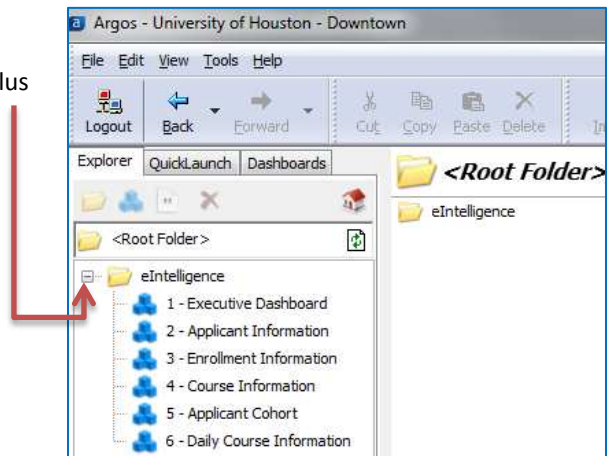 Argos - University of Houston - Downtown
File Edit View Tools Help
lus
Logout Back Forward Cut Copy Paste Delete
Explorer QuickLaunch Dashboards
<Root Folder>
eIntelligence
<Root Folder>
eIntelligence
1 - Executive Dashboard
2 - Applicant Information
3 - Enrollment Information
4 - Course Information
5 - Applicant Cohort
6 - Daily Course Information